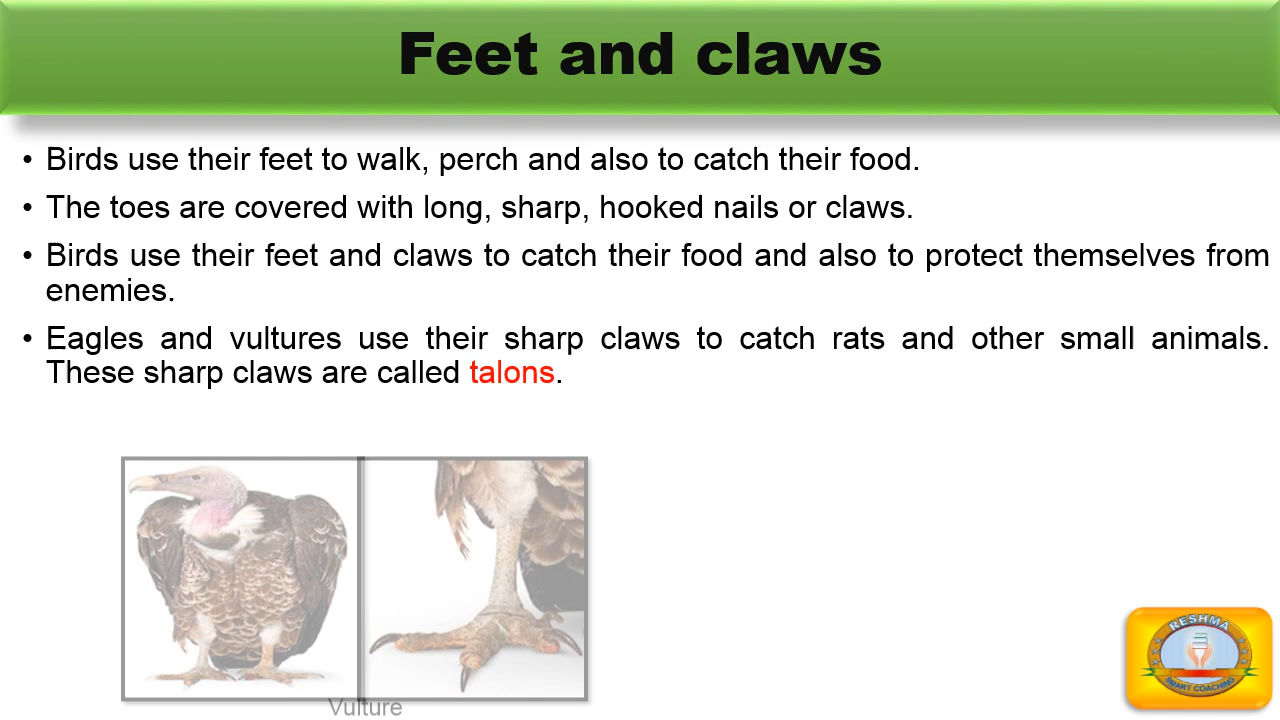 Feet and claws
• Birds use their feet to walk, perch and also to catch their food.
• The toes are covered with long, sharp, hooked nails or claws.
• Birds use their feet and claws to catch their food and also to protect themselves from
enemies.
• Eagles and vultures use their sharp claws to catch rats and other small animals.
These sharp claws are called talons.
Vulture
RESHMA
SMART COACHING